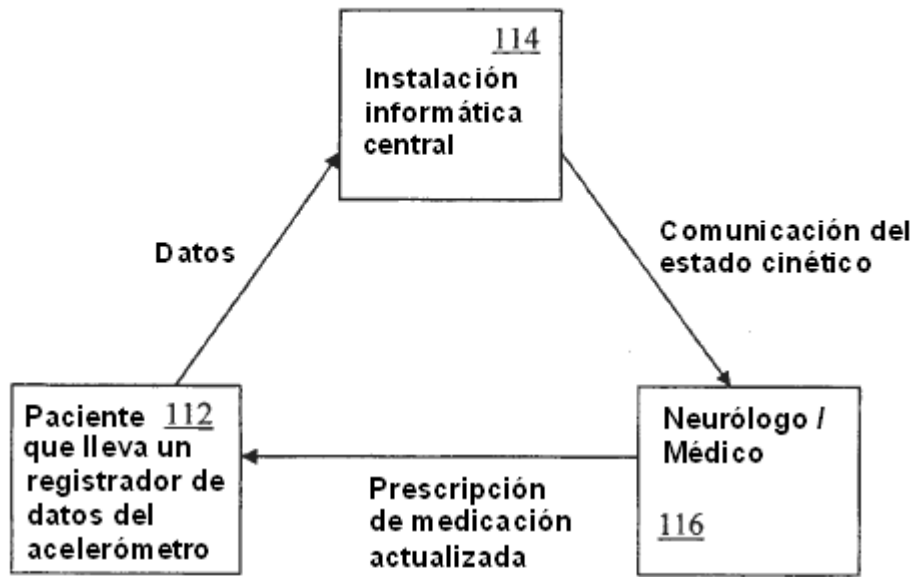 114
Instalación
informática
central
Datos
Comunicación del
estado cinético
Paciente 112
que lleva un
registrador de
datos del
acelerómetro
Prescripción
de medicación
actualizada
Neurólogo /
Médico
116